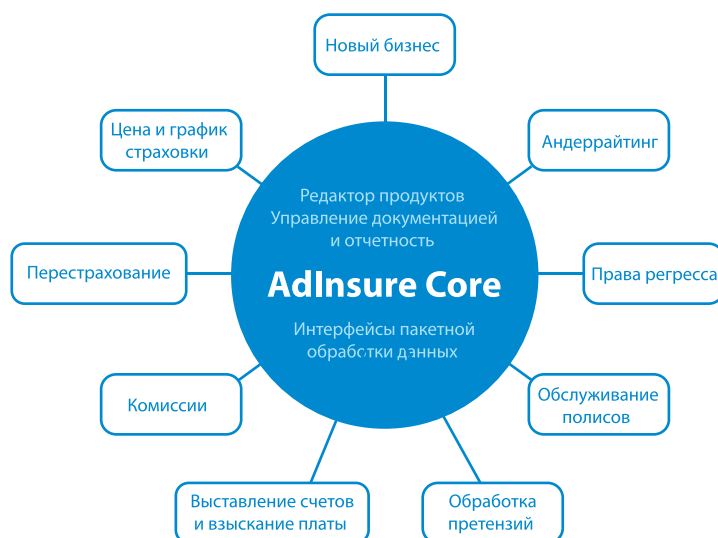 Новый бизнес
Цена и график
страховки
Андеррайтинг
Редактор продуктов
Управление документацией
и отчетность
Перестрахование
AdInsure Core
Права регресса
Интерфейсы пакетной
обработки данных
Комиссии
Обслуживание
полисов
Выставление счетов
и взыскание платы
Обработка
претензий